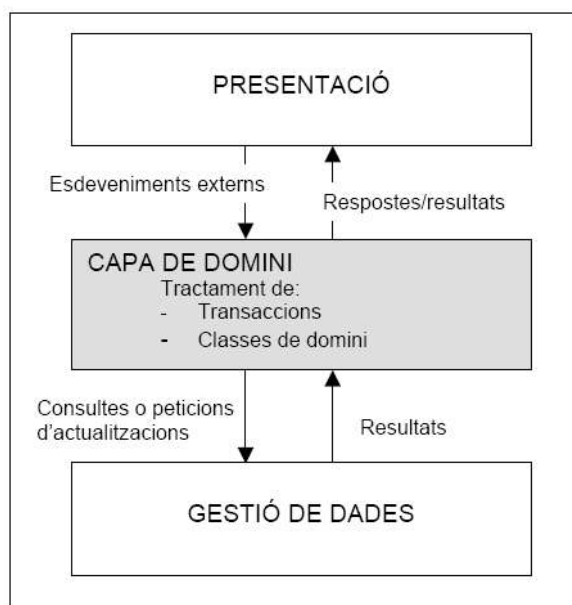 PRESENTACIÓ
Esdeveniments externs
Respostes/resultats
CAPA DE DOMINI
Tractament de:
- Transaccions
- Classes de domini
Consultes o peticions
d'actualitzacions
Resultats
GESTIÓ DE DADES